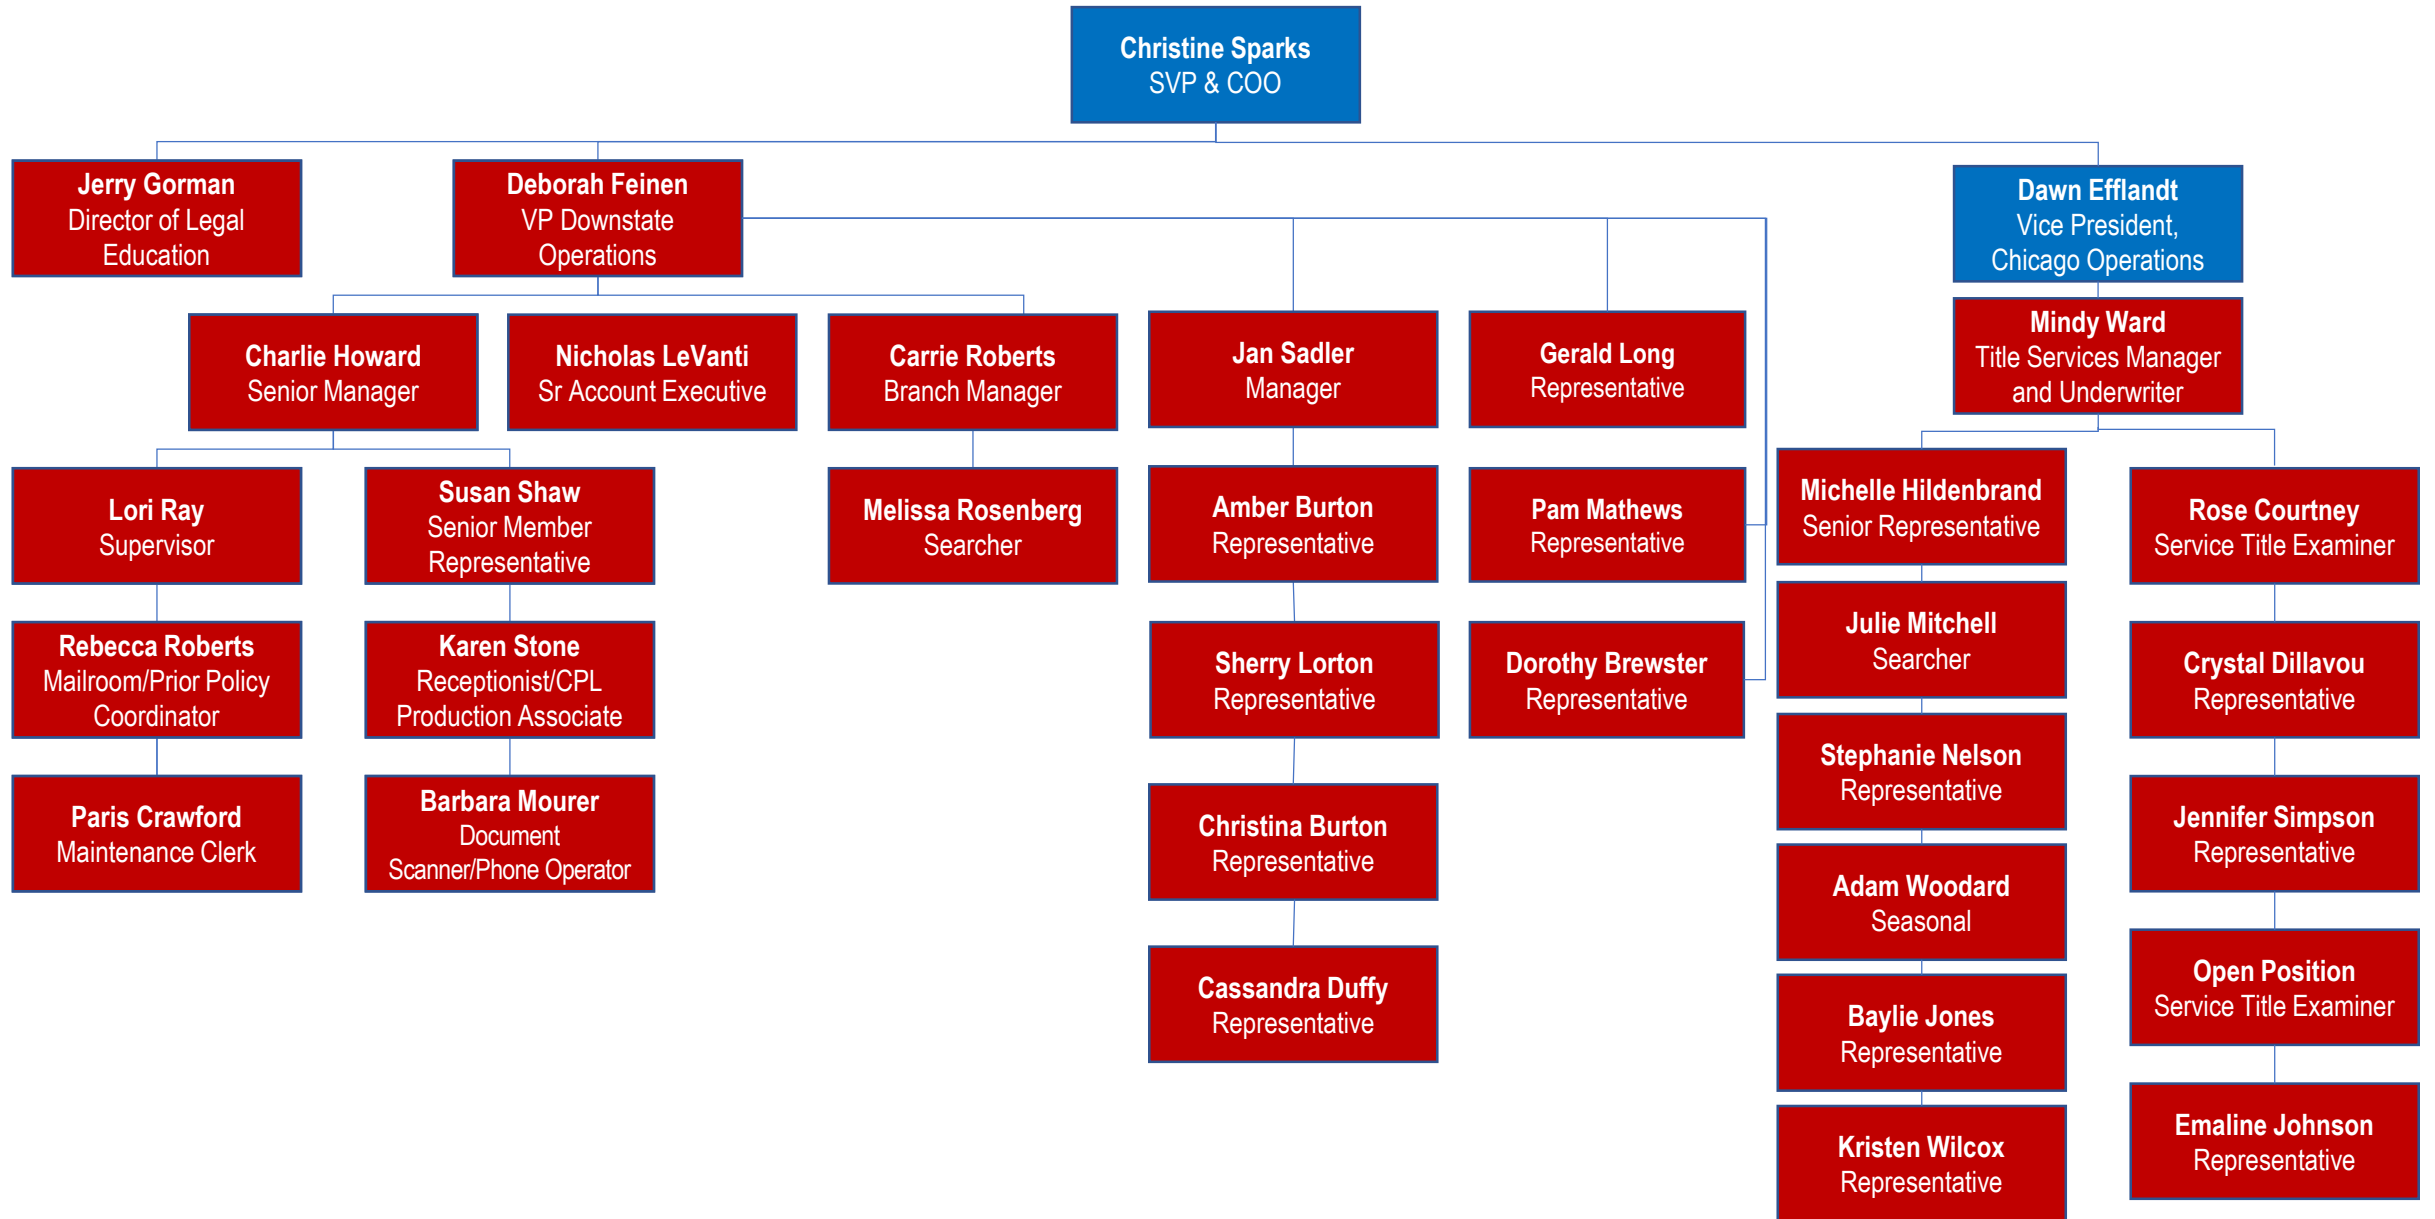 Christine Sparks
SVP & COO
Jerry Gorman
Director of Legal
Education
Deborah Feinen
VP Downstate
Operations
Dawn Efflandt
Vice President,
Chicago Operations
Charlie Howard
Senior Manager
Nicholas LeVanti
Sr Account Executive
Carrie Roberts
Branch Manager
Jan Sadler
Manager
Gerald Long
Representative
Mindy Ward
Title Services Manager
and Underwriter
Lori Ray
Supervisor
Susan Shaw
Senior Member
Representative
Melissa Rosenberg
Searcher
Amber Burton
Representative
Pam Mathews
Representative
Michelle Hildenbrand
Senior Representative
Rose Courtney
Service Title Examiner
Rebecca Roberts
Mailroom/Prior Policy
Coordinator
Karen Stone
Receptionist/CPL
Production Associate
Sherry Lorton
Representative
Dorothy Brewster
Representative
Julie Mitchell
Searcher
Crystal Dillavou
Representative
Paris Crawford
Maintenance Clerk
Barbara Mourer
Document
Scanner/Phone Operator
Christina Burton
Representative
Stephanie Nelson
Representative
Jennifer Simpson
Representative
Adam Woodard
Seasonal
Cassandra Duffy
Representative
Baylie Jones
Representative
Open Position
Service Title Examiner
Kristen Wilcox
Representative
Emaline Johnson
Representative